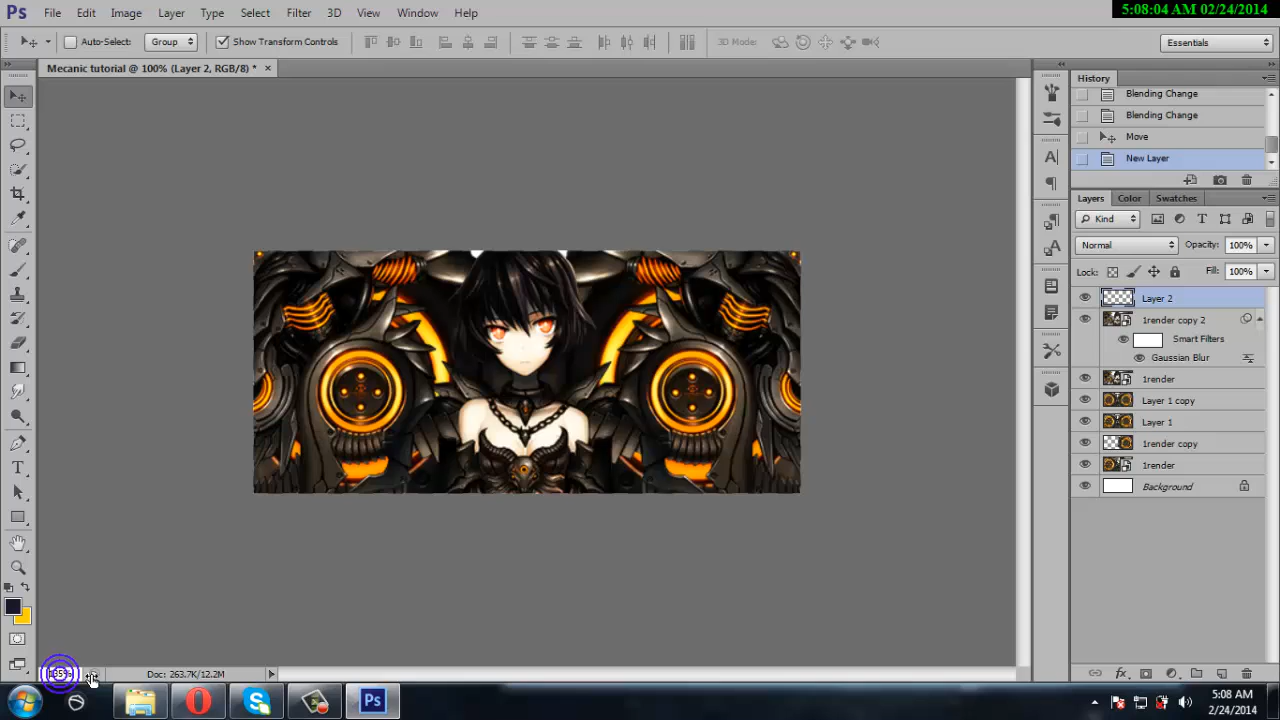 5:08:04 AM 02/24/2014
Ps File Edit Image Layer Type Select Filter 3D View Window Help
Auto-Select: Group Show Transform Controls 3D Mode: Essentials
Mecanic tutorial @ 100% (Layer 2, RGB/8) * ×
History
Blending Change
Blending Change
Move
New Layer
Layers Color Swatches
Kind
Normal Opacity: 100%
Lock: Fill: 100%
Layer 2
1render copy 2
Smart Filters
Gaussian Blur
1render
Layer 1 copy
Layer 1
1render copy
1render
Background
Doc: 263.7K/12.2M
Ps
5:08 AM
2/24/2014